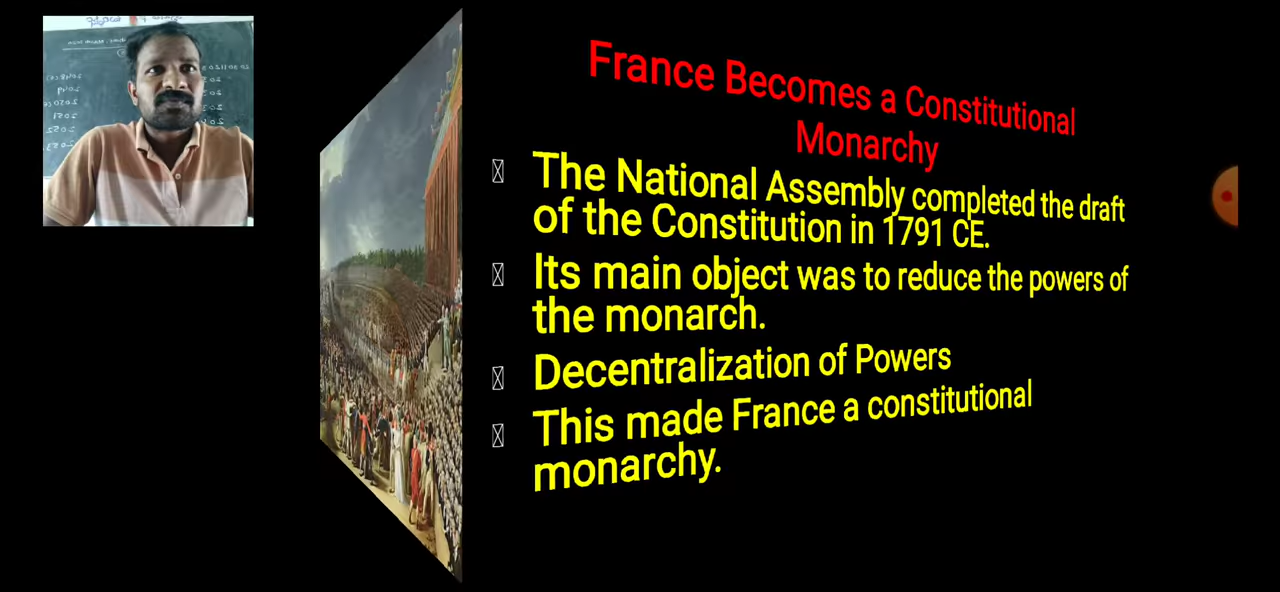 France Becomes a Constitutional
Monarchy
The National Assembly completed the draft
of the Constitution in 1791 CE.
Its main object was to reduce the powers of
the monarch.
Decentralization of Powers
This made France a constitutional
monarchy.